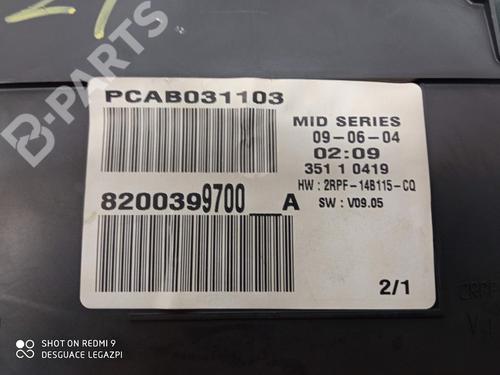 B-PARTS
PCAB031103
MID SERIES
09-06-04
02:09
351 1 0419
HW : 2RPF-14B115-CQ
SW : V09.05
8200399700__A
2/1
SHOT ON REDMI 9
DESGUACE LEGAZPI